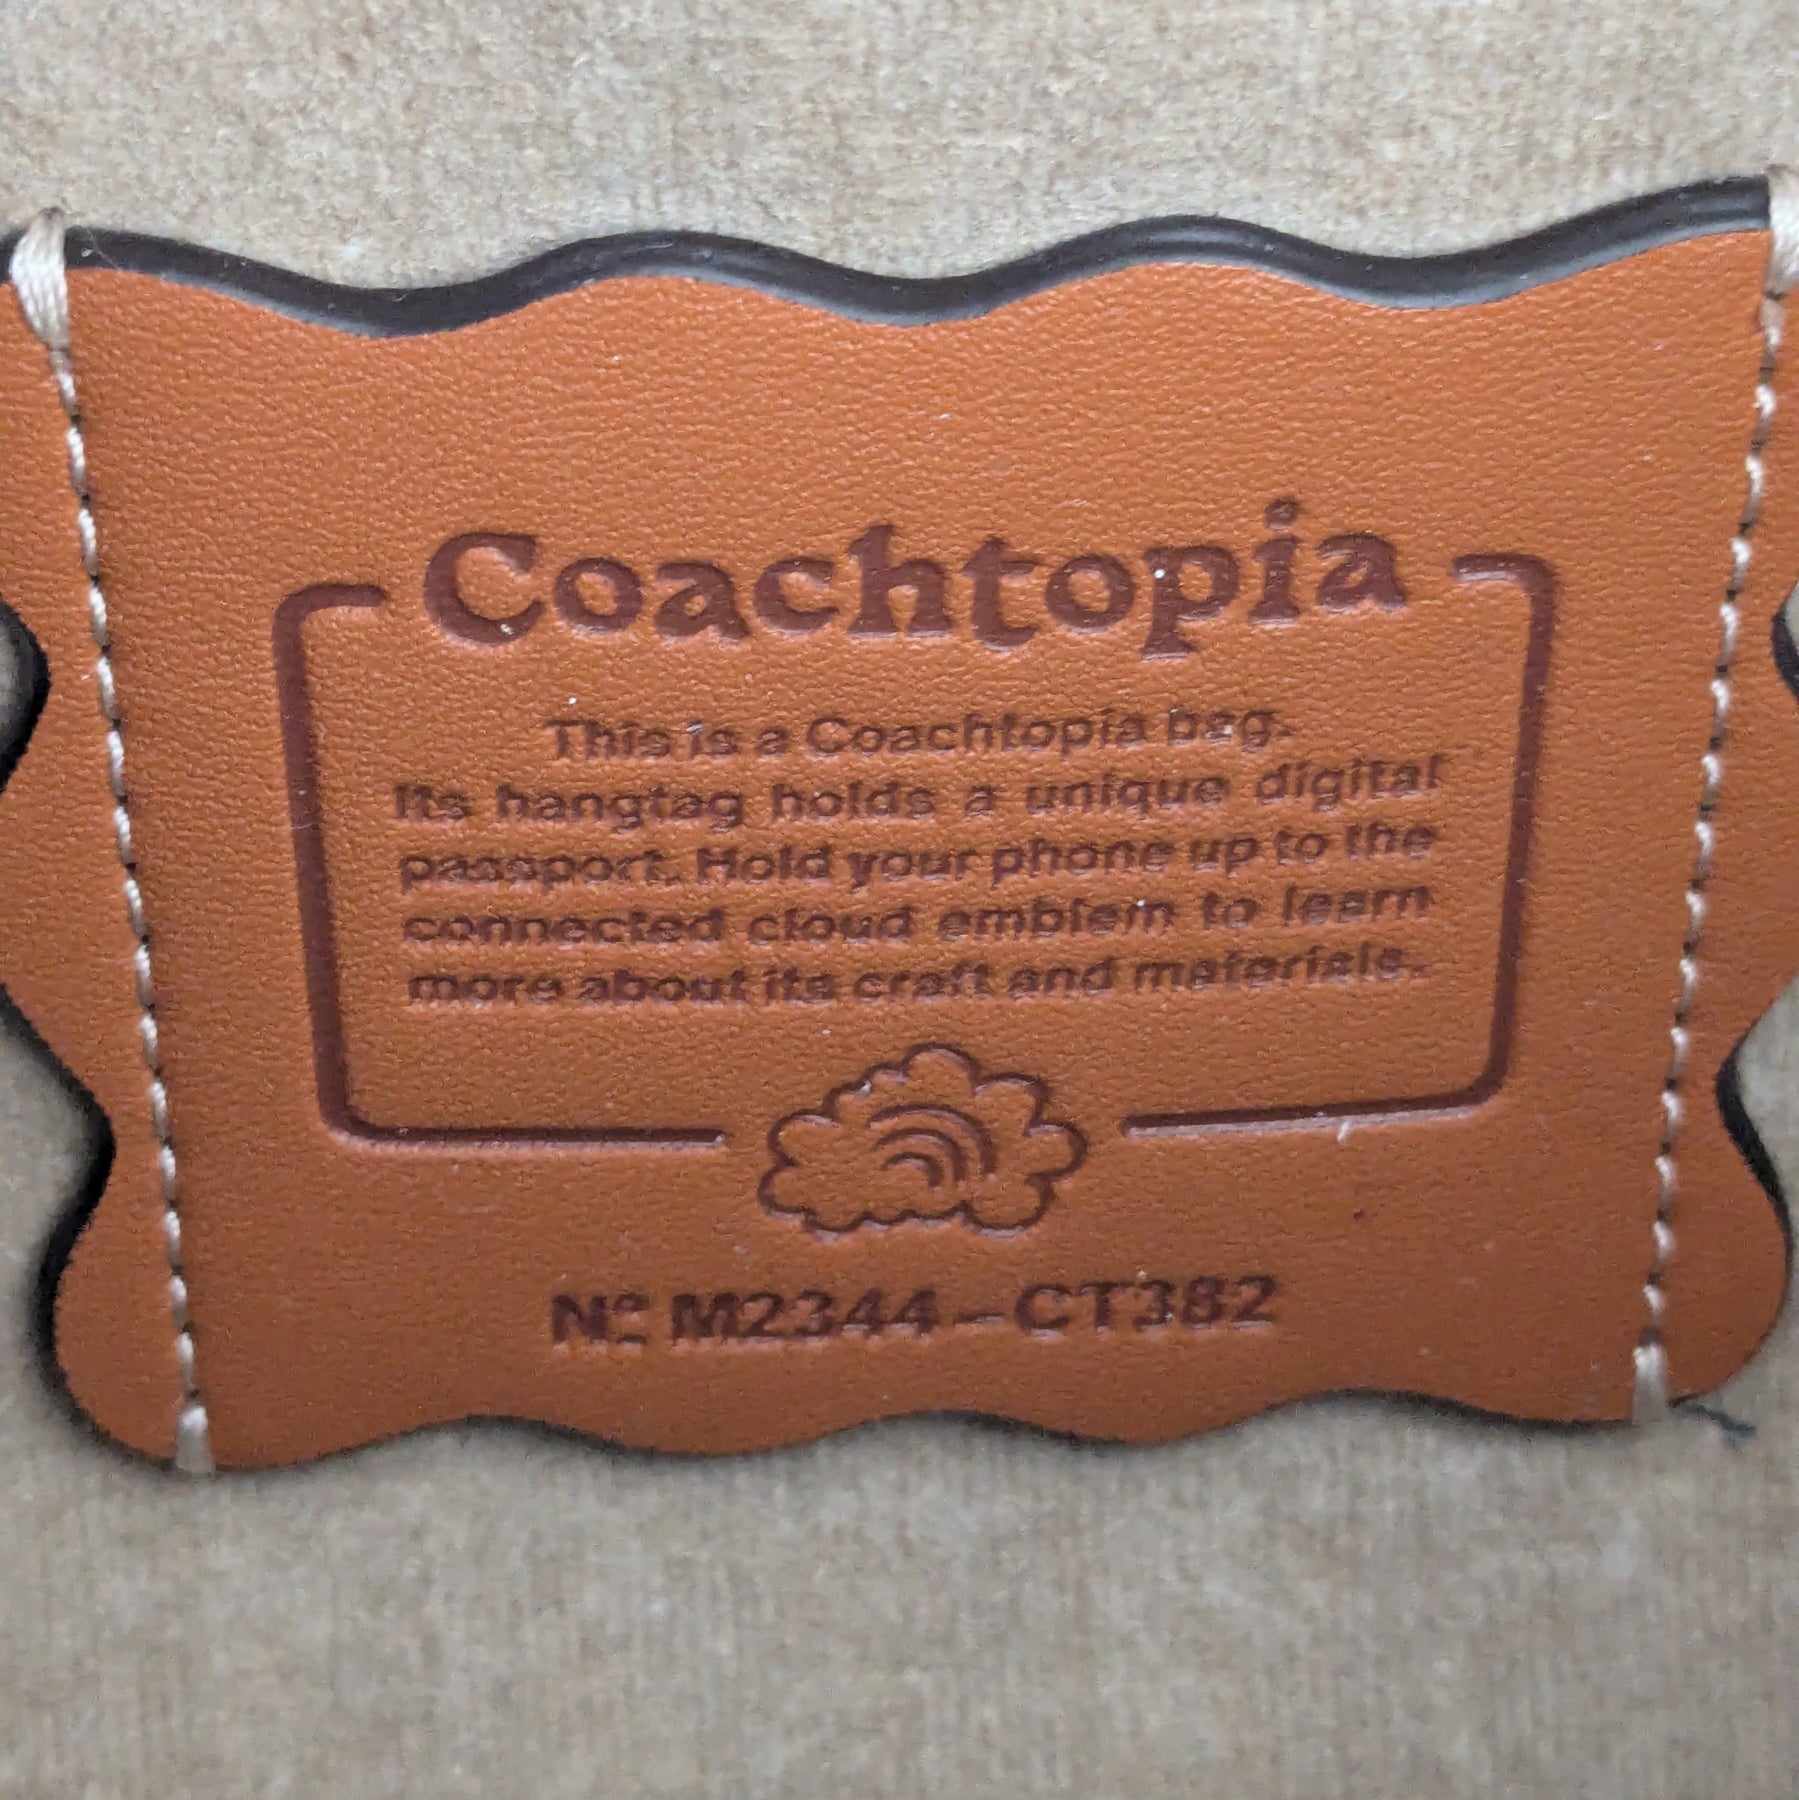 Coachtopia
This is a Coachtopia bag.
Its hangtag holds a unique digital
passport. Hold your phone up to the
connected cloud emblem to learn
more about its craft and materials.
Nº M2344-CT382